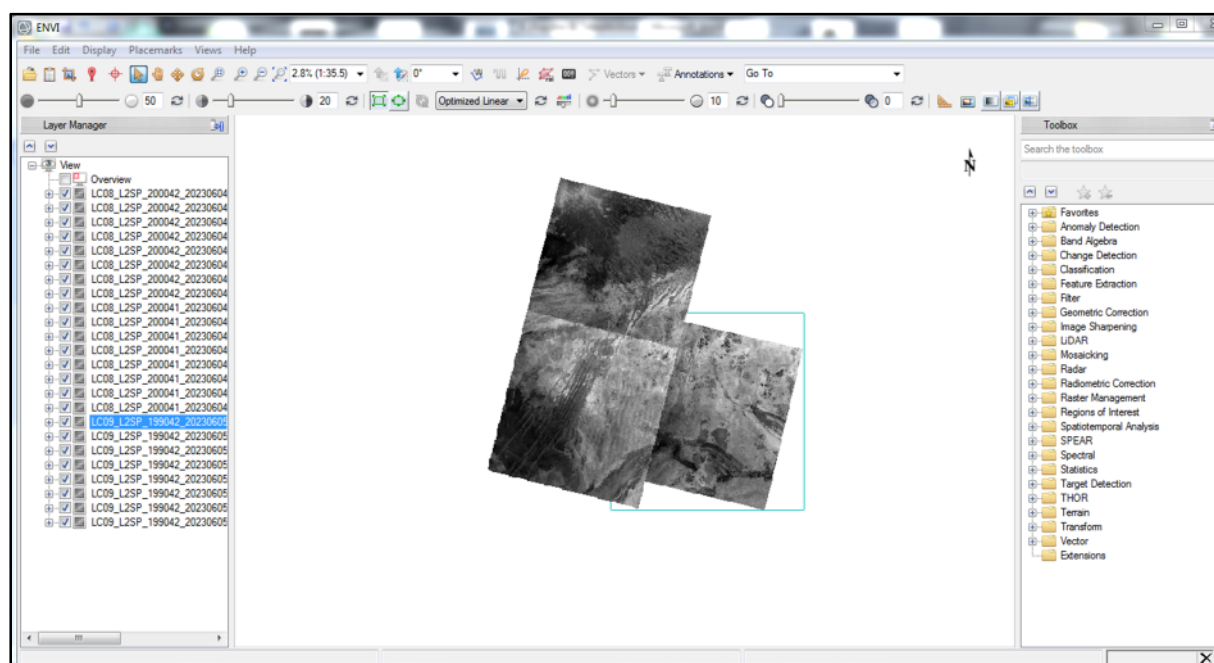 ENVI
File Edit Display Placemarks Views Help
2.8% (1:35.5) 0° Vectors Annotations Go To
50 20 Optimized Linear 10 0
Layer Manager
View
Overview
LC08_L2SP_200042_20230604
LC08_L2SP_200042_20230604
LC08_L2SP_200042_20230604
LC08_L2SP_200042_20230604
LC08_L2SP_200042_20230604
LC08_L2SP_200042_20230604
LC08_L2SP_200042_20230604
LC08_L2SP_200042_20230604
LC08_L2SP_200041_20230604
LC08_L2SP_200041_20230604
LC08_L2SP_200041_20230604
LC08_L2SP_200041_20230604
LC08_L2SP_200041_20230604
LC08_L2SP_200041_20230604
LC08_L2SP_200041_20230604
LC08_L2SP_200041_20230604
LC09_L2SP_199042_20230605
LC09_L2SP_199042_20230605
LC09_L2SP_199042_20230605
LC09_L2SP_199042_20230605
LC09_L2SP_199042_20230605
LC09_L2SP_199042_20230605
LC09_L2SP_199042_20230605
LC09_L2SP_199042_20230605
N
Toolbox
Search the toolbox
Favorites
Anomaly Detection
Band Algebra
Change Detection
Classification
Feature Extraction
Filter
Geometric Correction
Image Sharpening
LiDAR
Mosaicking
Radar
Radiometric Correction
Raster Management
Regions of Interest
Spatiotemporal Analysis
SPEAR
Spectral
Statistics
Target Detection
THOR
Terrain
Transform
Vector
Extensions